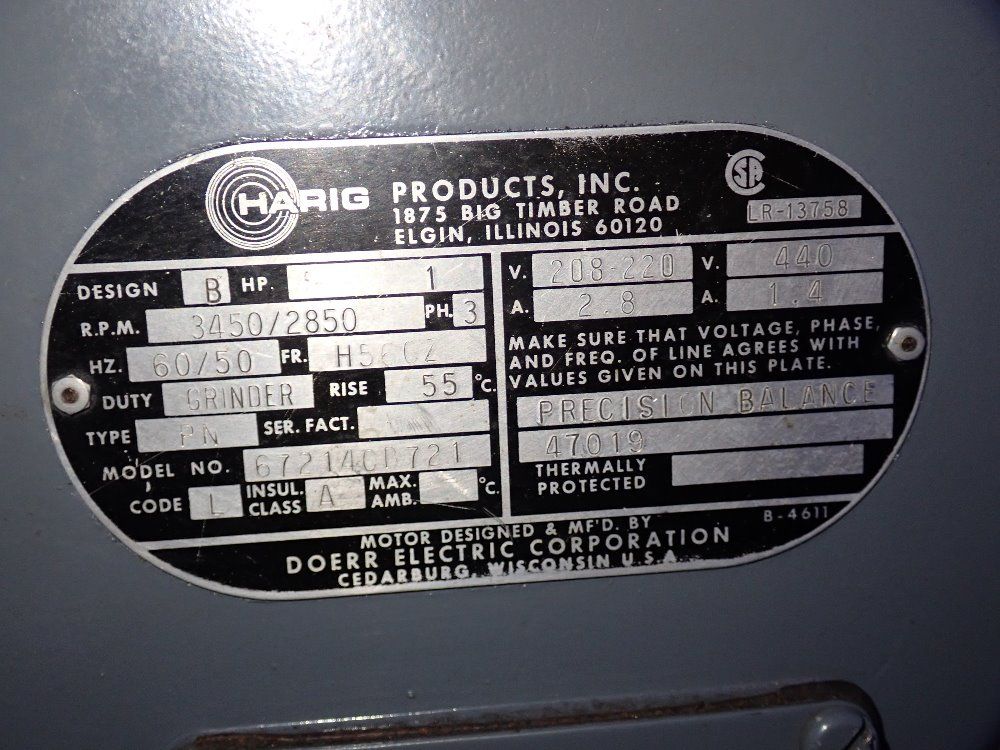 HARIG PRODUCTS, INC.
1875 BIG TIMBER ROAD
ELGIN, ILLINOIS 60120
CSA
LR-13758
DESIGN B HP. 1
R.P.M. 3450/2850 PH. 3
HZ. 60/50 FR.
DUTY GRINDER RISE 55 °C.
TYPE PN SER. FACT.
MODEL NO.
CODE L INSUL. CLASS A MAX. AMB. °C.
V. 208-220 V. 440
A. 2.8 A. 1.4
MAKE SURE THAT VOLTAGE, PHASE,
AND FREQ. OF LINE AGREES WITH
VALUES GIVEN ON THIS PLATE.
PRECISION BALANCE
47019
THERMALLY
PROTECTED
B-4611
MOTOR DESIGNED & MF'D. BY
DOERR ELECTRIC CORPORATION
CEDARBURG, WISCONSIN U.S.A.